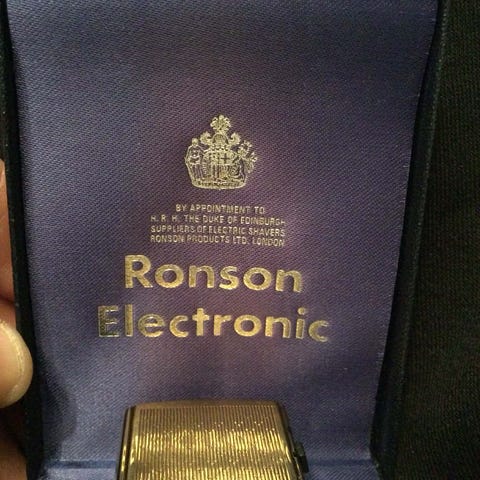 BY APPOINTMENT TO
H. R. H. THE DUKE OF EDINBURGH
SUPPLIERS OF ELECTRIC SHAVERS
RONSON PRODUCTS LTD. LONDON
Ronson
Electronic